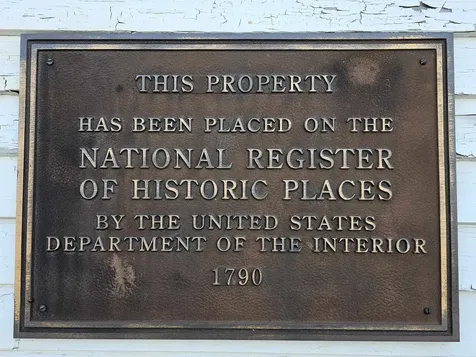 THIS PROPERTY
HAS BEEN PLACED ON THE
NATIONAL REGISTER
OF HISTORIC PLACES
BY THE UNITED STATES
DEPARTMENT OF THE INTERIOR
1790